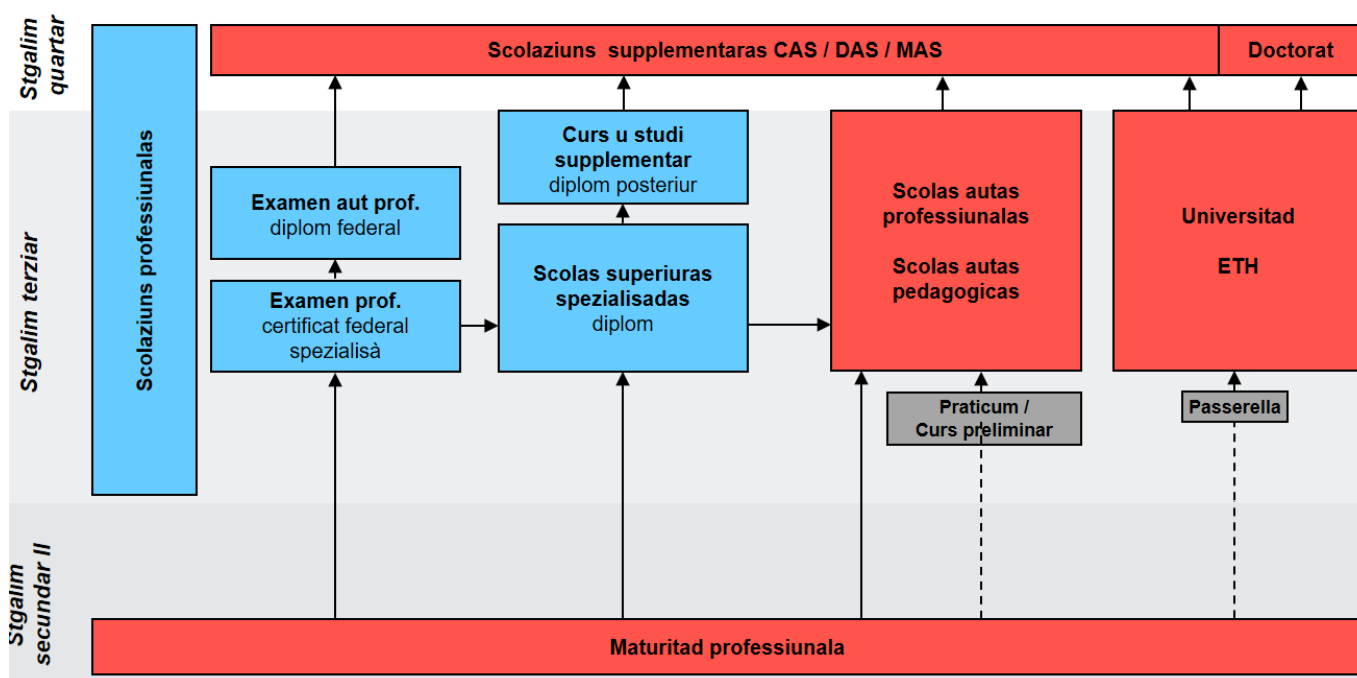 Stgalim
quartar
Scolaziuns supplementaras CAS / DAS / MAS
Doctorat
Scolaziuns professiunalas
Stgalim terziar
Curs u studi
supplementar
diplom posteriur
Examen aut prof.
diplom federal
Scolas autas
professiunalas
Scolas autas
pedagogicas
Universitad
ETH
Scolas superiuras
spezialisadas
diplom
Examen prof.
certificat federal
spezialisà
Praticum /
Curs preliminar
Passerella
Stgalim
secundar II
Maturitad professiunala